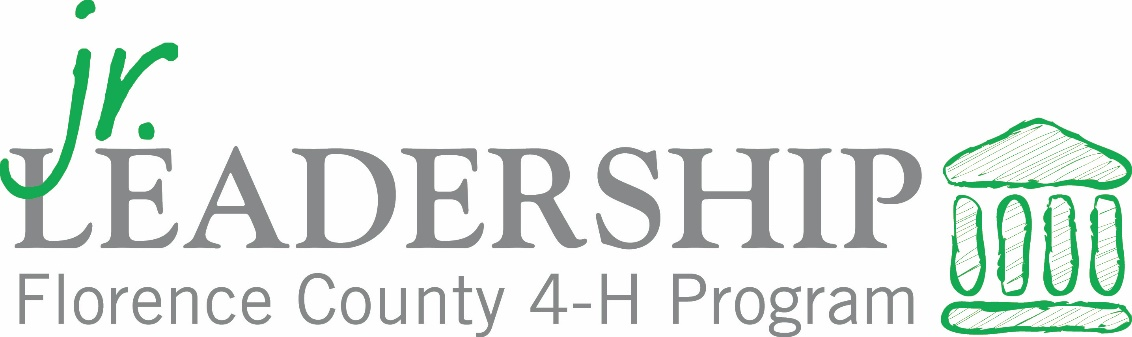 jr.
LEADERSHIP
Florence County 4-H Program